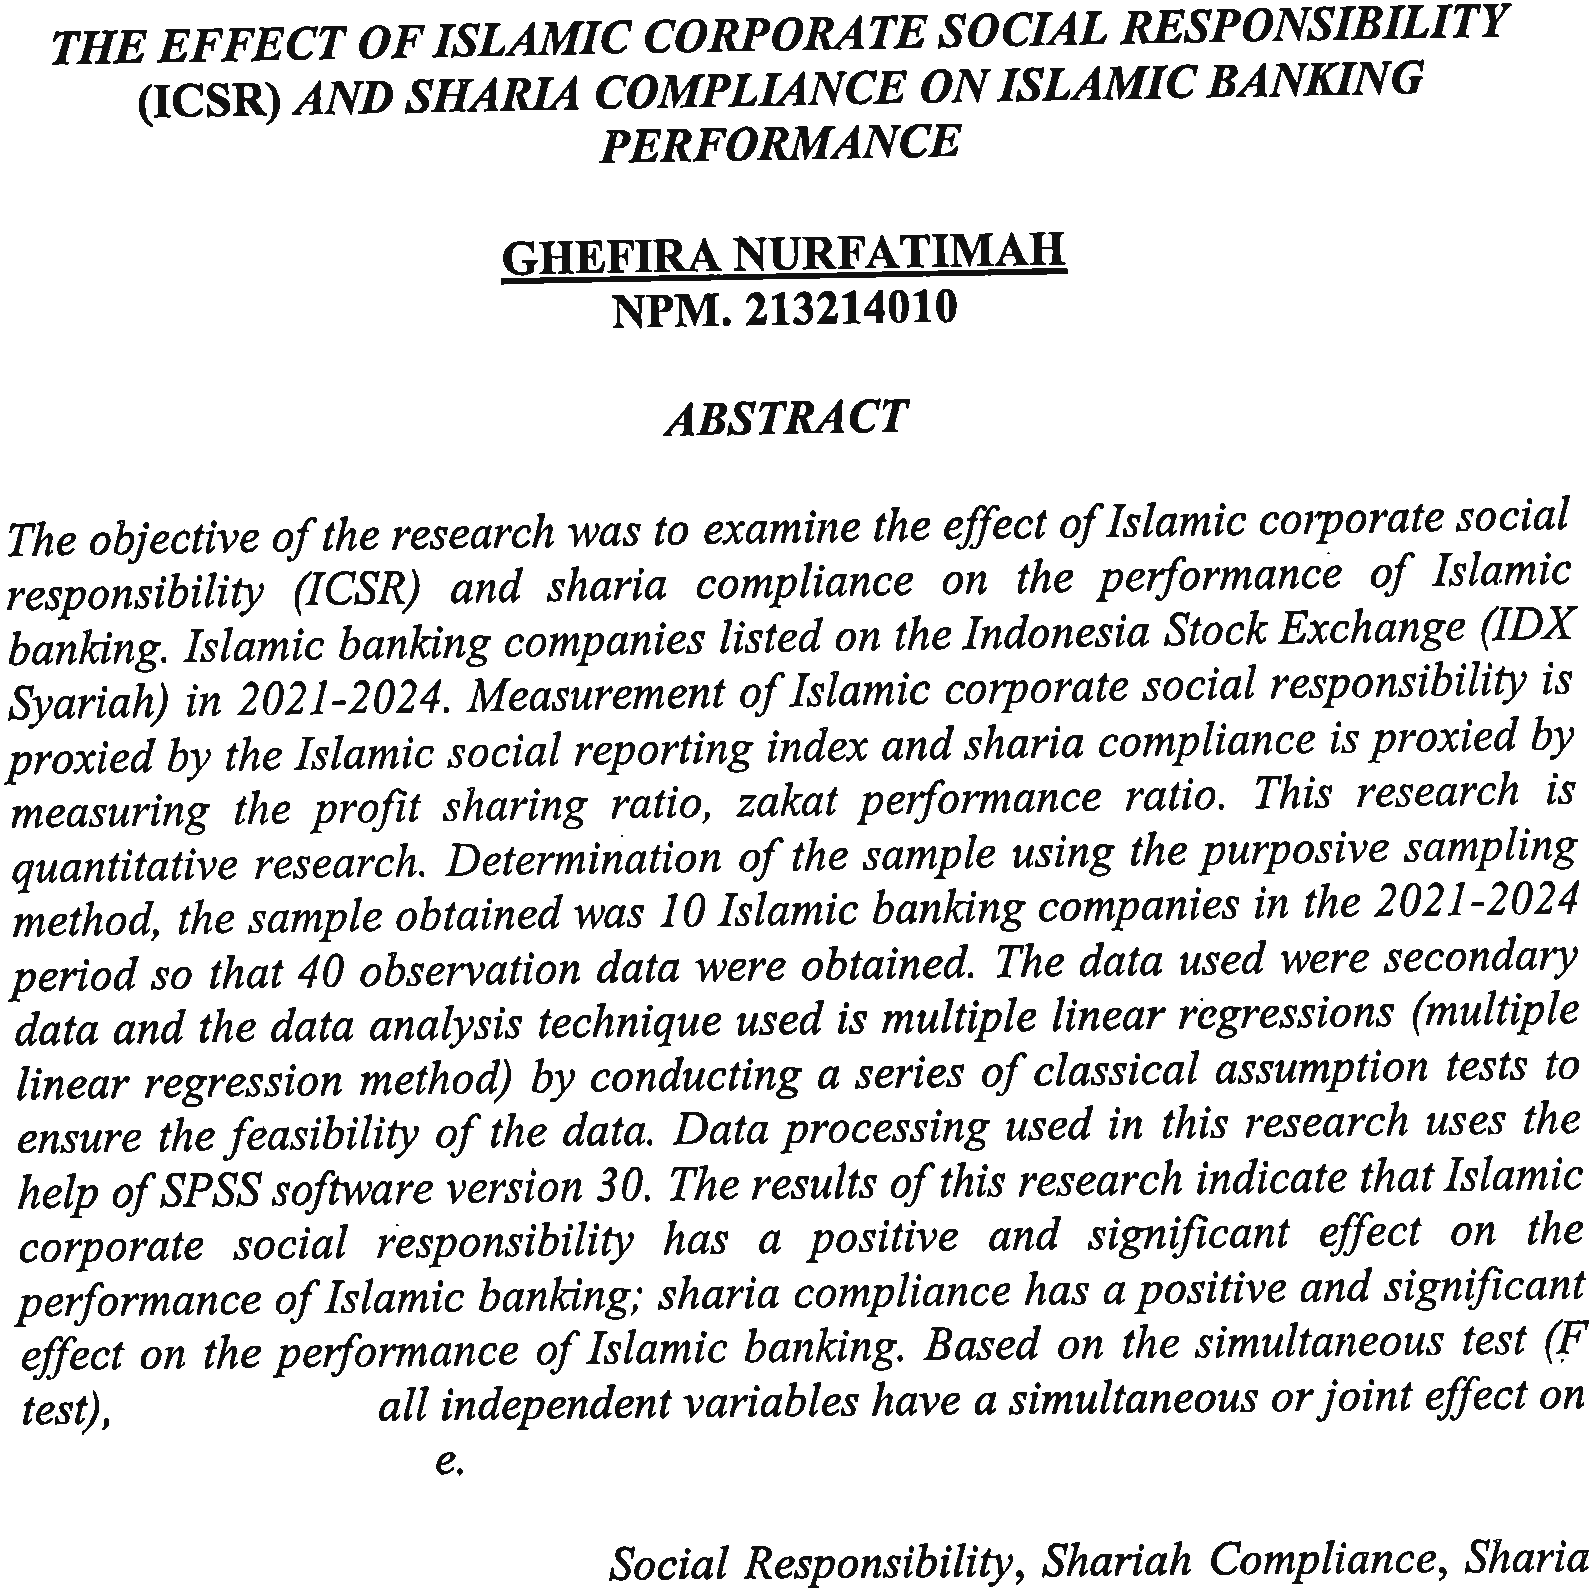 THE EFFECT OF ISLAMIC CORPORATE SOCIAL RESPONSIBILITY
(ICSR) AND SHARIA COMPLIANCE ON ISLAMIC BANKING
PERFORMANCE
GHEFIRA NURFATIMAH
NPM. 213214010
ABSTRACT
The objective of the research was to examine the effect of Islamic corporate social
responsibility (ICSR) and sharia compliance on the performance of Islamic
banking. Islamic banking companies listed on the Indonesia Stock Exchange (IDX
Syariah) in 2021-2024. Measurement of Islamic corporate social responsibility is
proxied by the Islamic social reporting index and sharia compliance is proxied by
measuring the profit sharing ratio, zakat performance ratio. This research is
quantitative research. Determination of the sample using the purposive sampling
method, the sample obtained was 10 Islamic banking companies in the 2021-2024
period so that 40 observation data were obtained. The data used were secondary
data and the data analysis technique used is multiple linear regressions (multiple
linear regression method) by conducting a series of classical assumption tests to
ensure the feasibility of the data. Data processing used in this research uses the
help of SPSS software version 30. The results of this research indicate that Islamic
corporate social responsibility has a positive and significant effect on the
performance of Islamic banking; sharia compliance has a positive and significant
effect on the performance of Islamic banking. Based on the simultaneous test (F
test), all independent variables have a simultaneous or joint effect on
e.
Social Responsibility, Shariah Compliance, Sharia